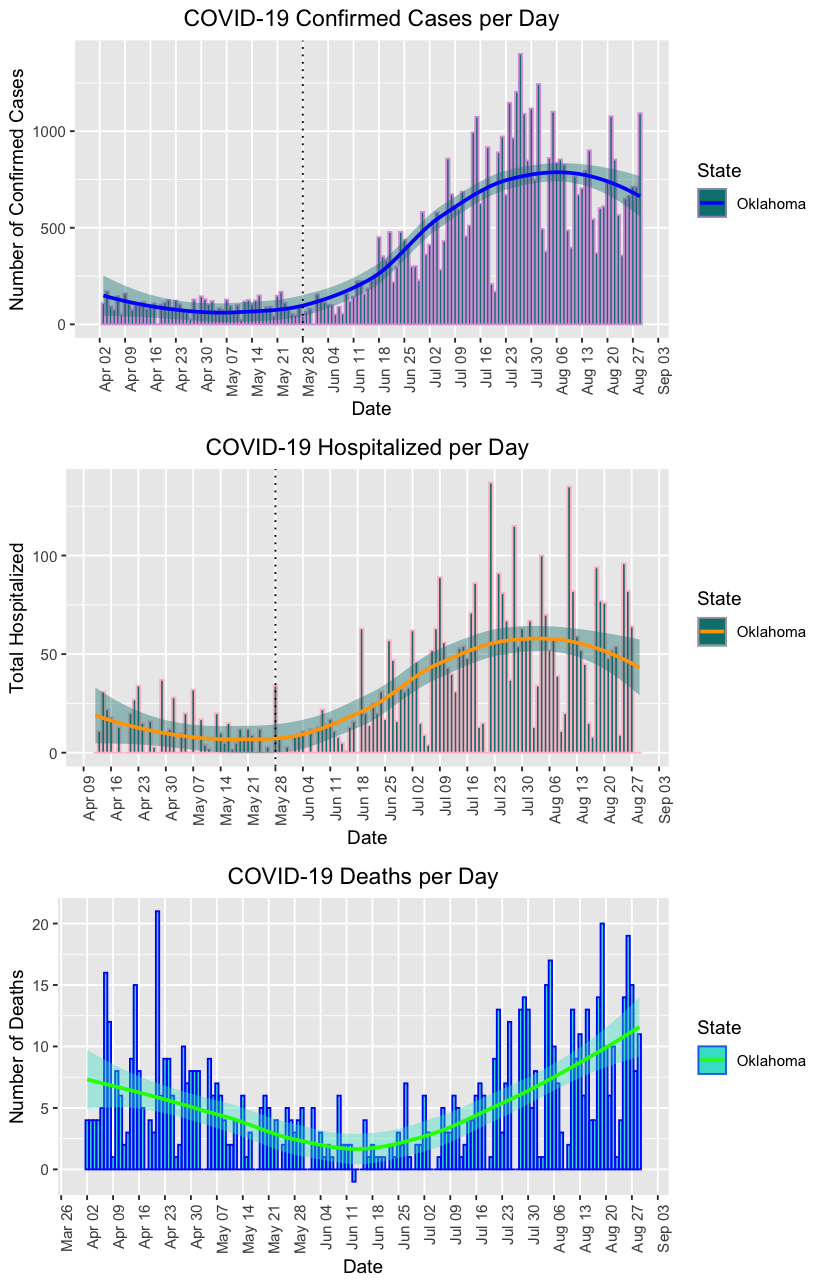 COVID-19 Confirmed Cases per Day
Number of Confirmed Cases
1000
500
0
Apr 02
Apr 09
Apr 16
Apr 23
Apr 30
May 07
May 14
May 21
May 28
Jun 04
Jun 11
Jun 18
Jun 25
Jul 02
Jul 09
Jul 16
Jul 23
Jul 30
Aug 06
Aug 13
Aug 20
Aug 27
Sep 03
Date
State
Oklahoma
COVID-19 Hospitalized per Day
Total Hospitalized
100
50
0
Apr 09
Apr 16
Apr 23
Apr 30
May 07
May 14
May 21
May 28
Jun 04
Jun 11
Jun 18
Jun 25
Jul 02
Jul 09
Jul 16
Jul 23
Jul 30
Aug 06
Aug 13
Aug 20
Aug 27
Sep 03
Date
State
Oklahoma
COVID-19 Deaths per Day
Number of Deaths
20
15
10
5
0
Mar 26
Apr 02
Apr 09
Apr 16
Apr 23
Apr 30
May 07
May 14
May 21
May 28
Jun 04
Jun 11
Jun 18
Jun 25
Jul 02
Jul 09
Jul 16
Jul 23
Jul 30
Aug 06
Aug 13
Aug 20
Aug 27
Sep 03
Date
State
Oklahoma